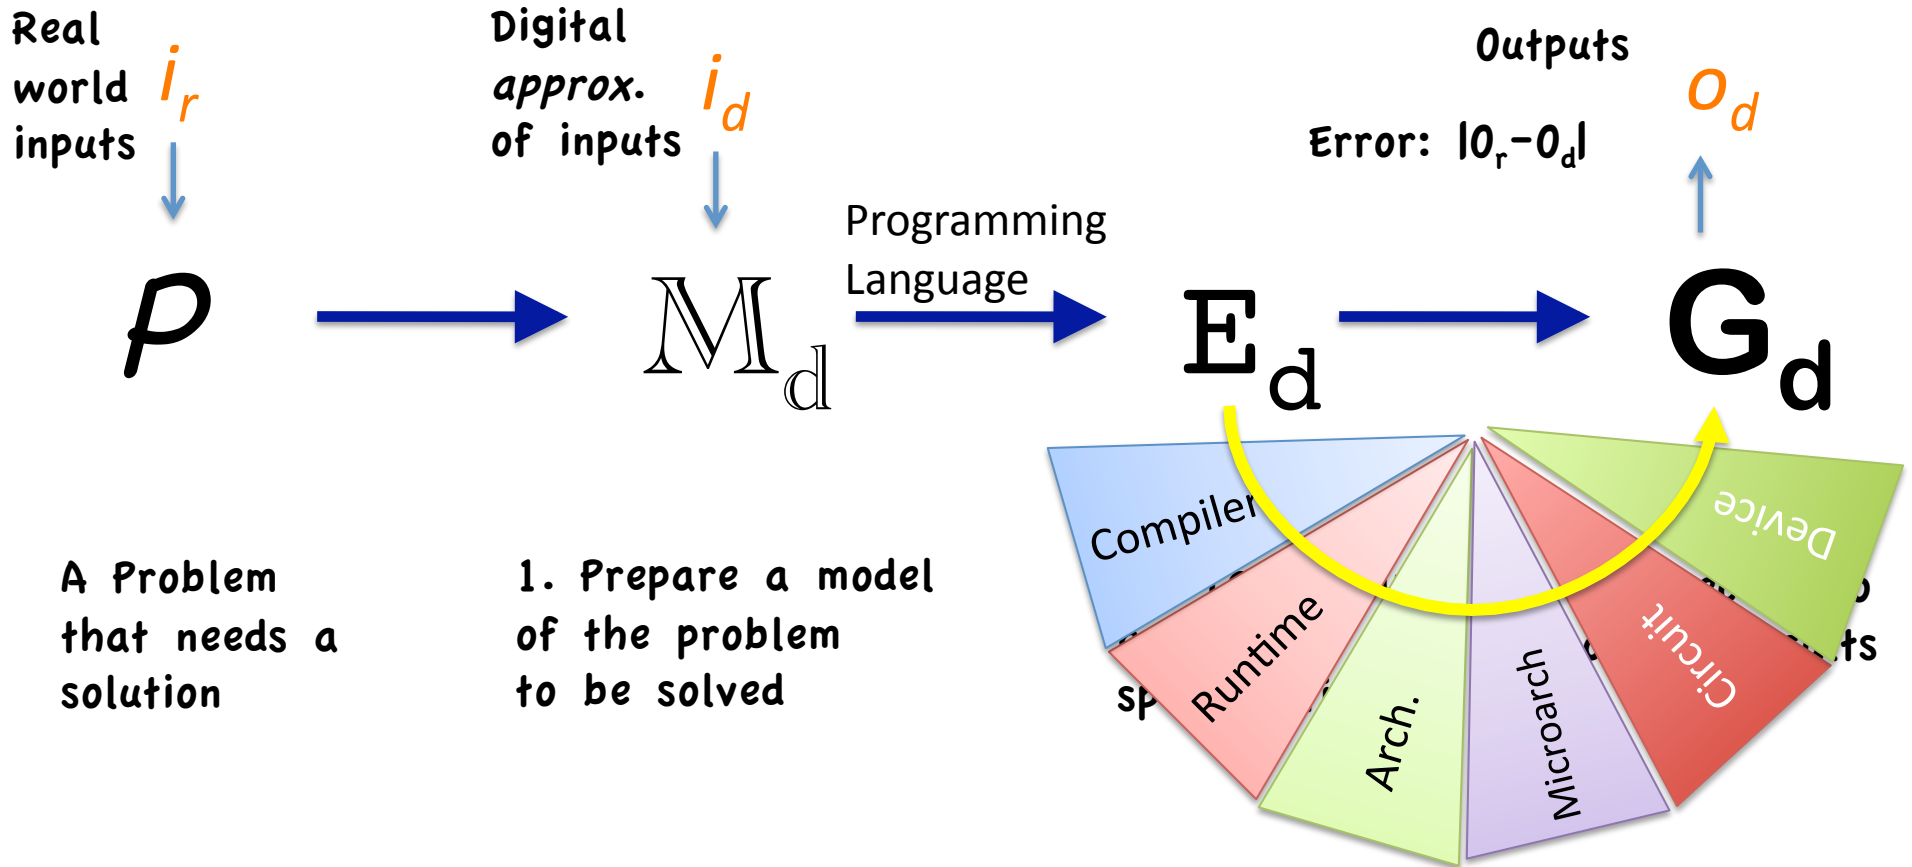 Real
world
inputs
i_r
Digital
approx.
of inputs
i_d
Outputs
o_d
Error: |O_r-O_d|
P
M_d
Programming
Language
E_d
G_d
A Problem
that needs a
solution
1. Prepare a model
of the problem
to be solved
Compiler
Runtime
Arch.
Microarch
Circuit
Device